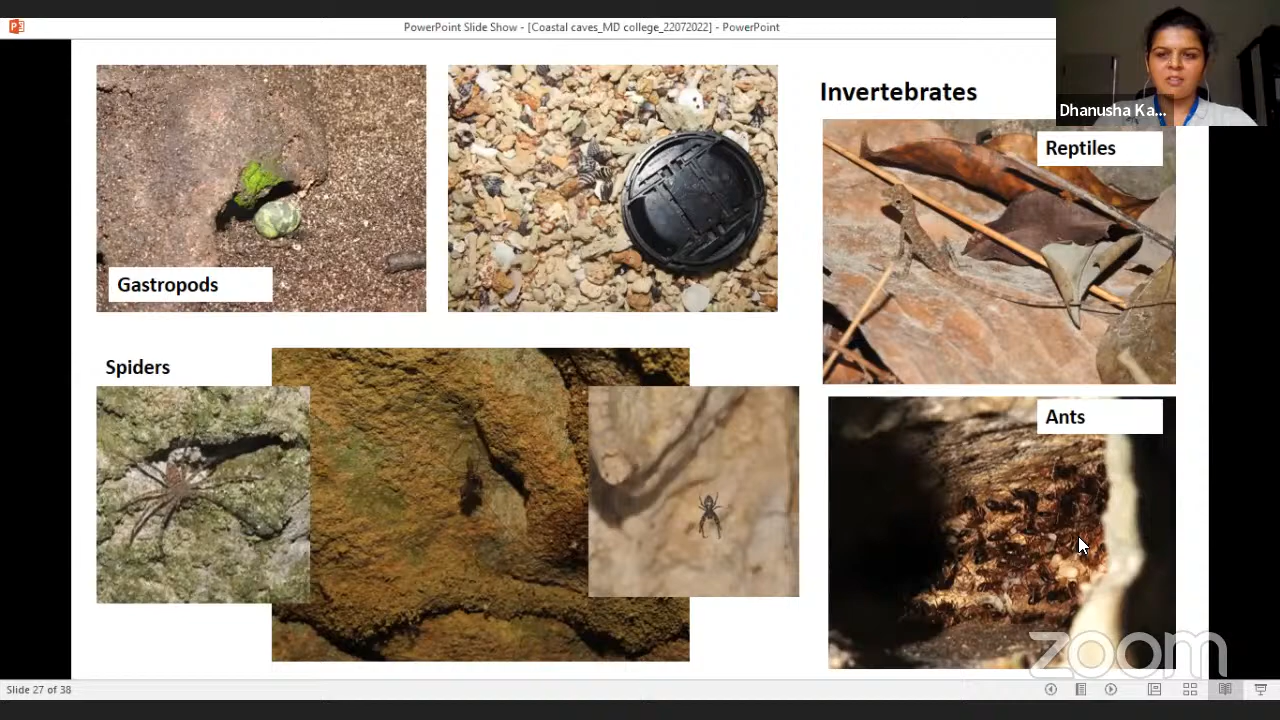 PowerPoint Slide Show - [Coastal caves_MD college_22072022] - PowerPoint
Dhanusha Ka...
Invertebrates
Reptiles
Gastropods
Spiders
Ants
zoom
Slide 27 of 38